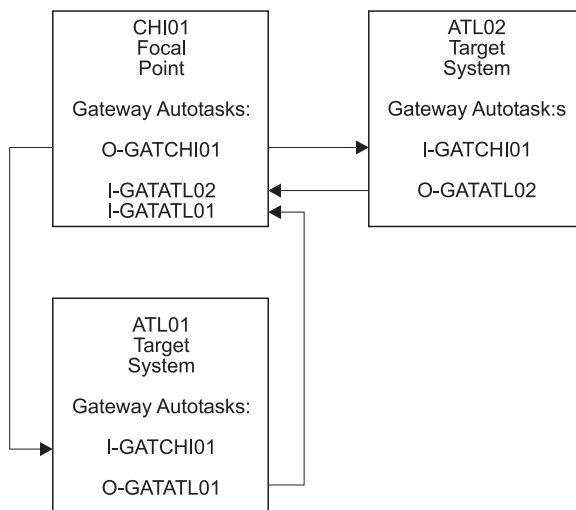 CHI01
Focal
Point
Gateway Autotasks:
O-GATCHI01
I-GATATL02
I-GATATL01
ATL02
Target
System
Gateway Autotask:s
I-GATCHI01
O-GATATL02
ATL01
Target
System
Gateway Autotasks:
I-GATCHI01
O-GATATL01